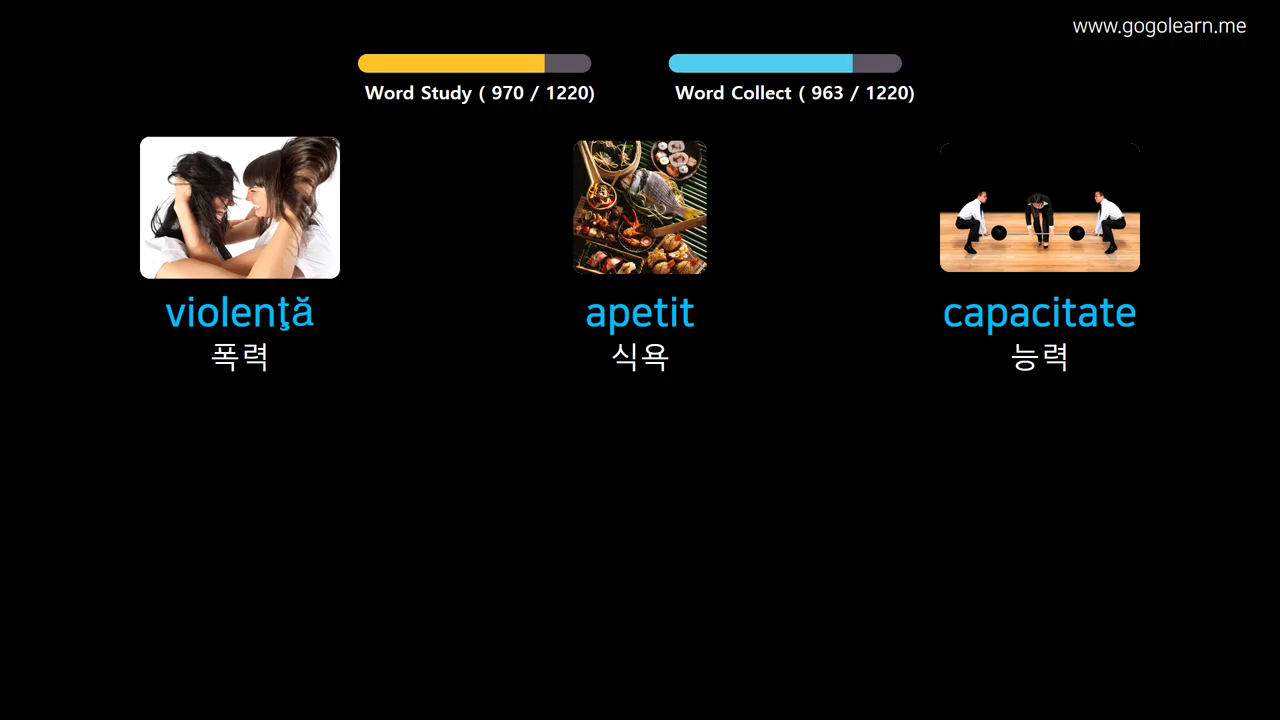 www.gogolearn.me
Word Study ( 970 / 1220)
Word Collect ( 963 / 1220)
violenţă
apetit
capacitate
폭력
식욕
능력